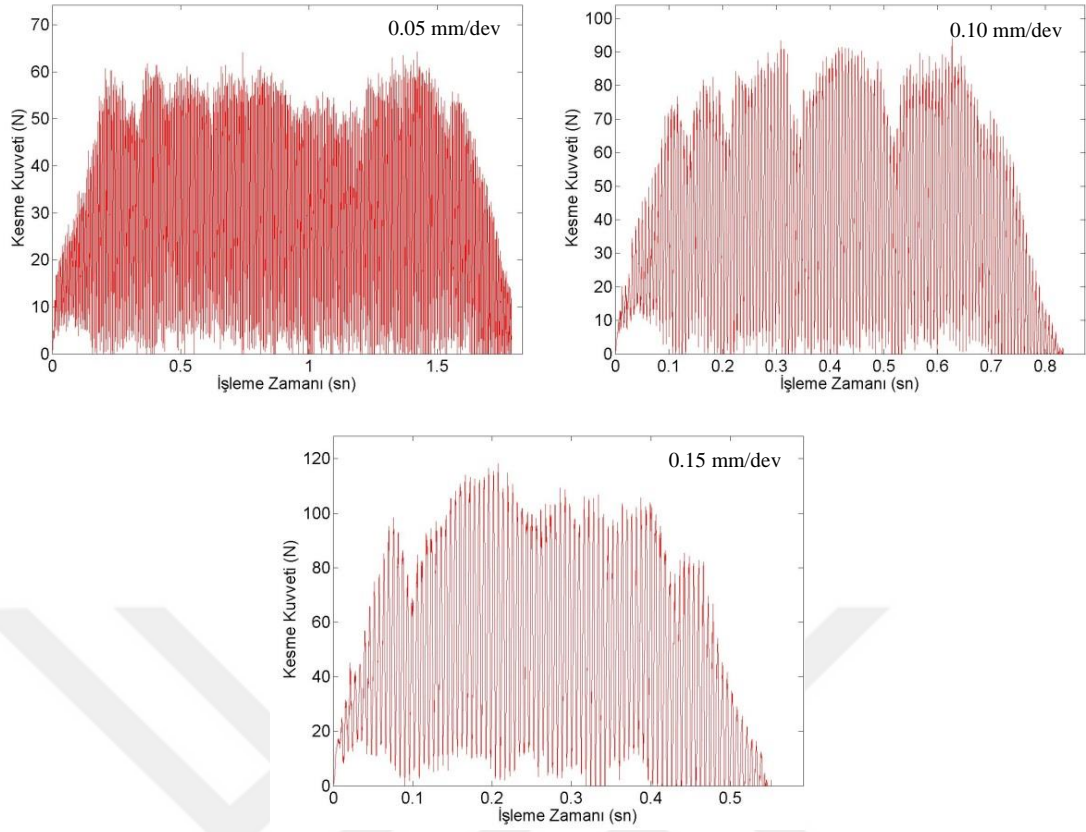 0.05 mm/dev
70
60
50
40
30
20
10
0
Kesme Kuvveti (N)
0 0.5 1 1.5
İşleme Zamanı (sn)
0.10 mm/dev
100
90
80
70
60
50
40
30
20
10
0
Kesme Kuvveti (N)
0 0.1 0.2 0.3 0.4 0.5 0.6 0.7 0.8
İşleme Zamanı (sn)
0.15 mm/dev
120
100
80
60
40
20
0
Kesme Kuvveti (N)
0 0.1 0.2 0.3 0.4 0.5
İşleme Zamanı (sn)